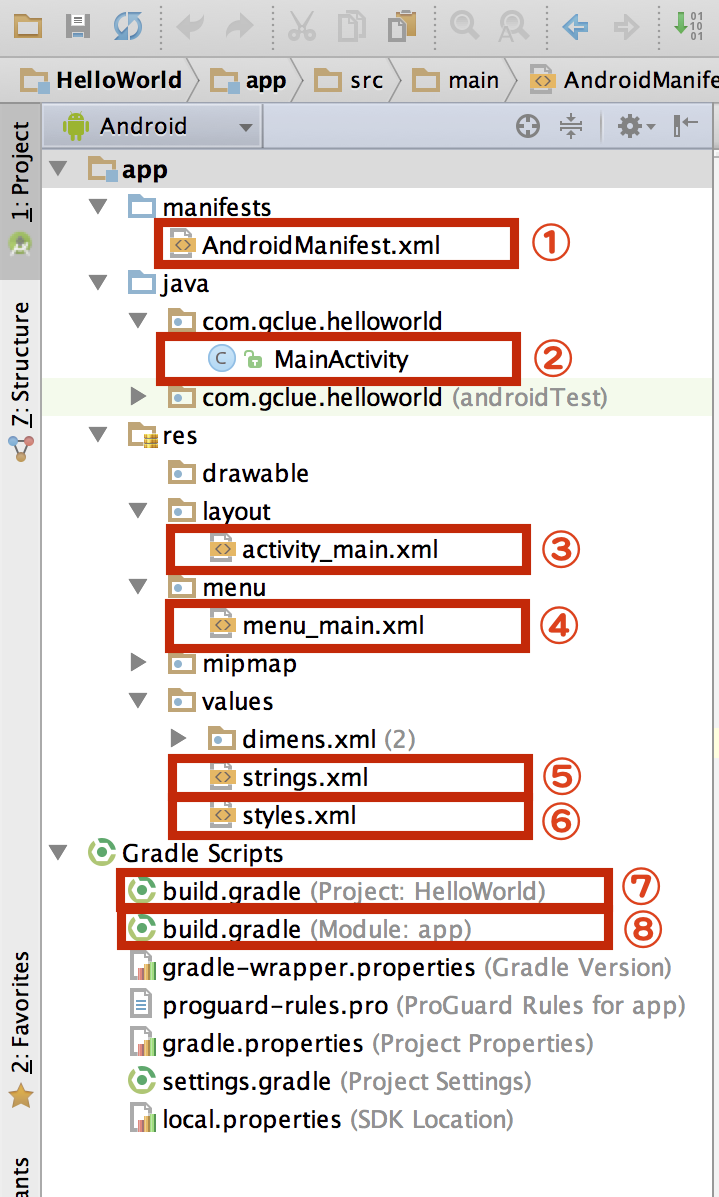 01
10
01
HelloWorld app src main AndroidManife
1: Project
7: Structure
2: Favorites
Android
app
manifests
AndroidManifest.xml ①
java
com.gclue.helloworld
C MainActivity ②
com.gclue.helloworld (androidTest)
res
drawable
layout
activity_main.xml ③
menu
menu_main.xml ④
mipmap
values
dimens.xml (2)
strings.xml ⑤
styles.xml ⑥
Gradle Scripts
build.gradle (Project: HelloWorld) ⑦
build.gradle (Module: app) ⑧
gradle-wrapper.properties (Gradle Version)
proguard-rules.pro (ProGuard Rules for app)
gradle.properties (Project Properties)
settings.gradle (Project Settings)
local.properties (SDK Location)